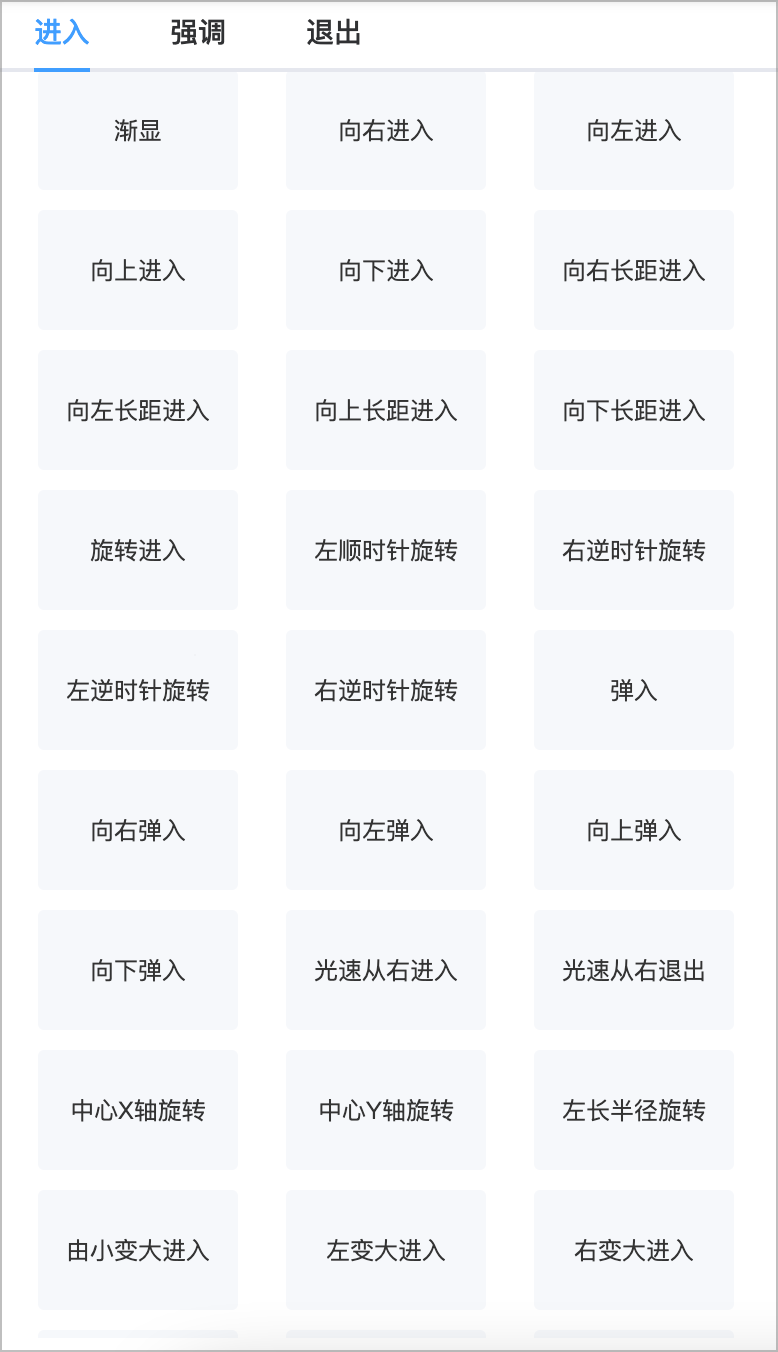 进入 强调 退出
渐显 向右进入 向左进入
向上进入 向下进入 向右长距进入
向左长距进入 向上长距进入 向下长距进入
旋转进入 左顺时针旋转 右逆时针旋转
左逆时针旋转 右逆时针旋转 弹入
向右弹入 向左弹入 向上弹入
向下弹入 光速从右进入 光速从右退出
中心X轴旋转 中心Y轴旋转 左长半径旋转
由小变大进入 左变大进入 右变大进入